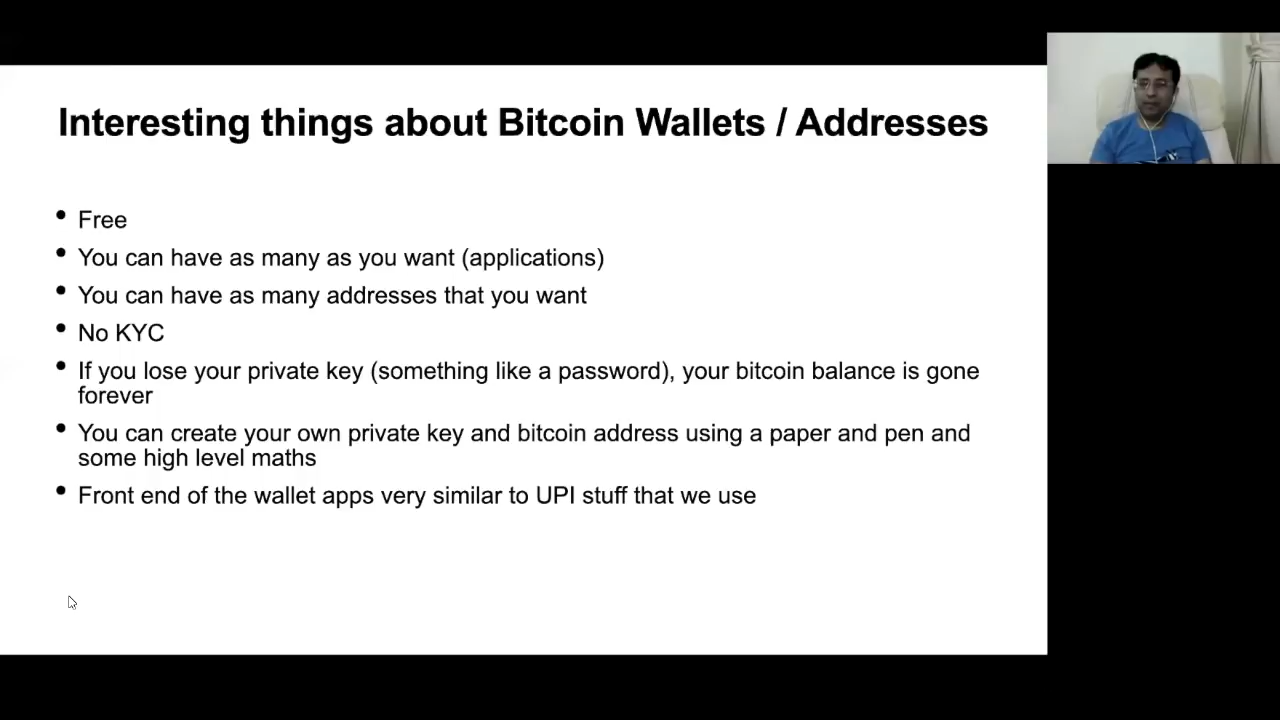 Interesting things about Bitcoin Wallets / Addresses
• Free
• You can have as many as you want (applications)
• You can have as many addresses that you want
• No KYC
• If you lose your private key (something like a password), your bitcoin balance is gone
forever
• You can create your own private key and bitcoin address using a paper and pen and
some high level maths
• Front end of the wallet apps very similar to UPI stuff that we use